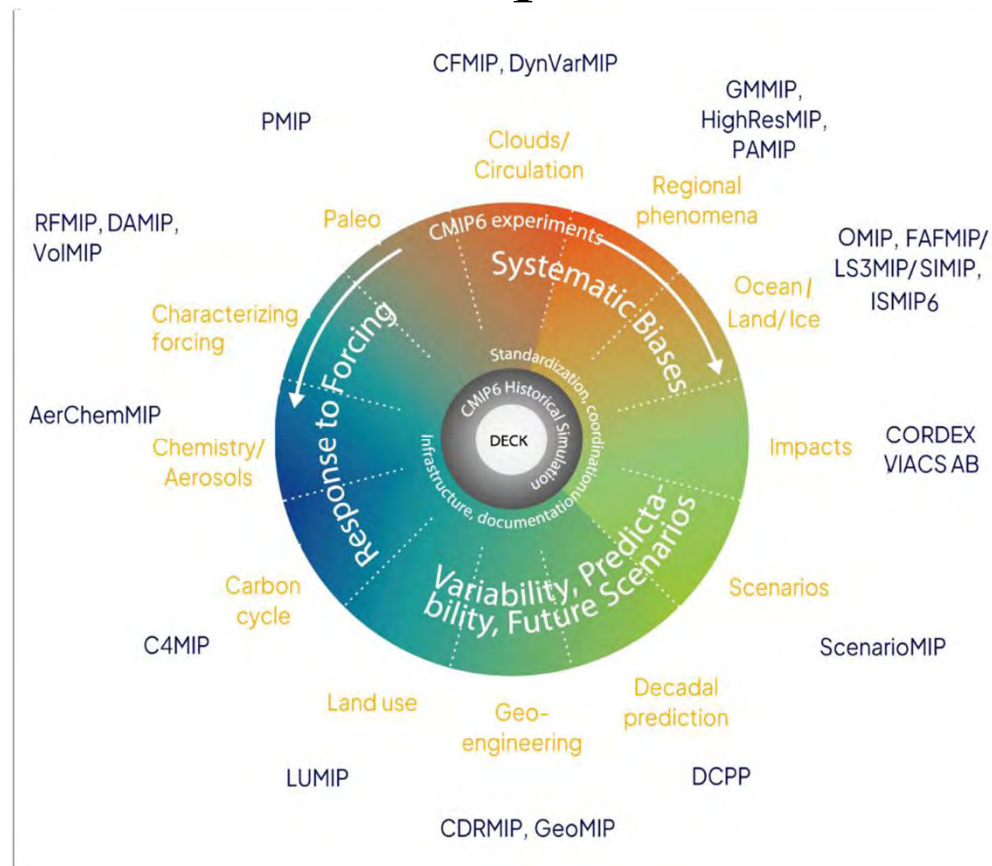 CFMIP, DynVarMIP
GMMIP,
HighResMIP,
PAMIP
PMIP
Clouds/
Circulation
Regional
phenomena
Paleo
CMIP6 experiments
RFMIP, DAMIP,
VolMIP
OMIP, FAFMIP/
LS3MIP/ SIMIP,
ISMIP6
Systematic Biases
Ocean/
Land/ Ice
Characterizing
forcing
Response to Forcing
Standardization, coordination
CMIP6 Historical Simulation
DECK
Infrastructure, documentation
AerChemMIP
Chemistry/
Aerosols
Impacts
CORDEX
VIACS AB
Variability, Predicta-
bility, Future Scenarios
Carbon
cycle
Scenarios
C4MIP
ScenarioMIP
Land use
Geo-
engineering
Decadal
prediction
LUMIP
DCPP
CDRMIP, GeoMIP